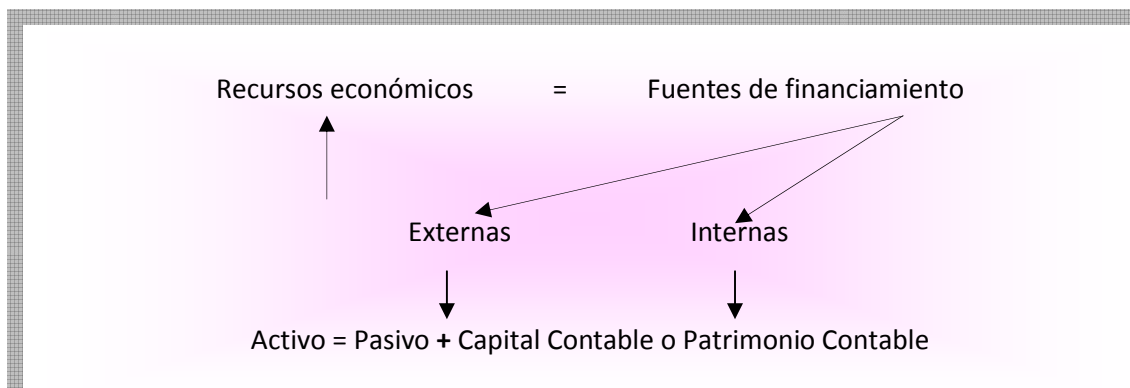 Recursos económicos = Fuentes de financiamiento
Externas Internas
Activo = Pasivo + Capital Contable o Patrimonio Contable